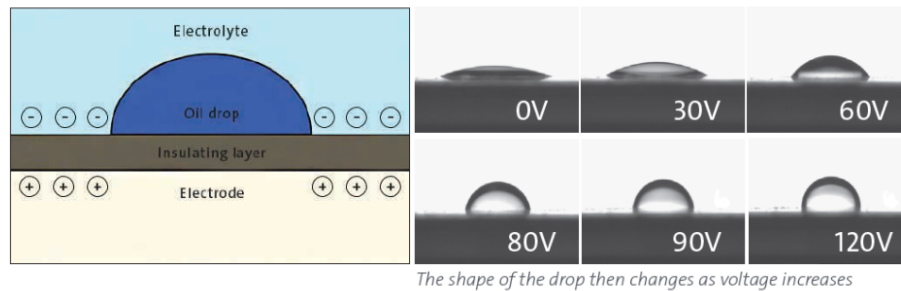 Electrolyte
Oil drop
Insulating layer
Electrode
0V
30V
60V
80V
90V
120V
The shape of the drop then changes as voltage increases